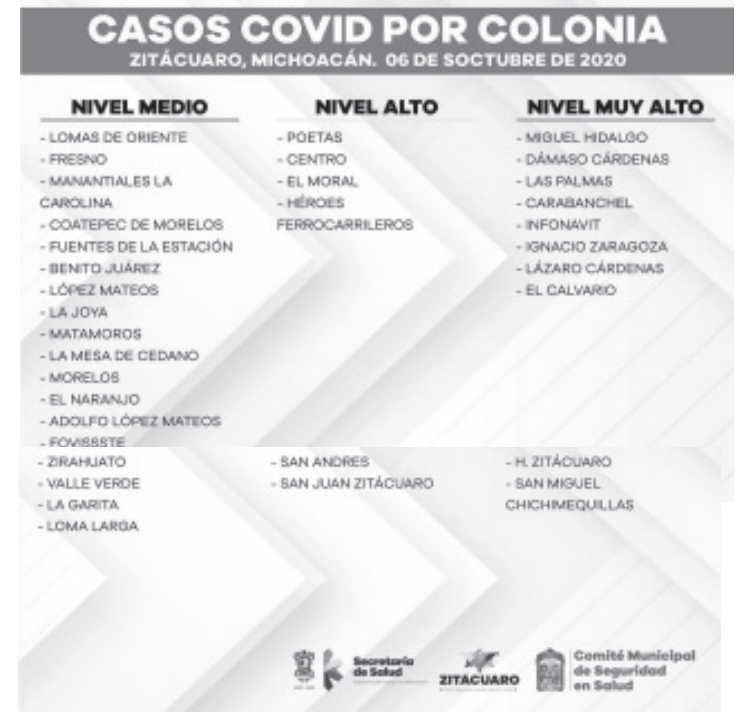 CASOS COVID POR COLONIA
ZITÁCUARO, MICHOACÁN. 06 DE SOCTUBRE DE 2020
NIVEL MEDIO
- LOMAS DE ORIENTE
- FRESNO
- MANANTIALES LA
CAROLINA
- COATEPEC DE MORELOS
- FUENTES DE LA ESTACIÓN
- BENITO JUÁREZ
- LÓPEZ MATEOS
- LA JOYA
- MATAMOROS
- LA MESA DE CEDANO
- MORELOS
- EL NARANJO
- ADOLFO LÓPEZ MATEOS
- FOVISSSTE
- ZIRAHUATO
- VALLE VERDE
- LA GARITA
- LOMA LARGA
NIVEL ALTO
- POETAS
- CENTRO
- EL MORAL
- HÉROES
FERROCARRILEROS
- SAN ANDRES
- SAN JUAN ZITÁCUARO
NIVEL MUY ALTO
- MIGUEL HIDALGO
- DÁMASO CÁRDENAS
- LAS PALMAS
- CARABANCHEL
- INFONAVIT
- IGNACIO ZARAGOZA
- LÁZARO CÁRDENAS
- EL CALVARIO
- H. ZITÁCUARO
- SAN MIGUEL
CHICHIMEQUILLAS
Secretaría
de Salud
ZITÁCUARO
Comité Municipal
de Seguridad
en Salud